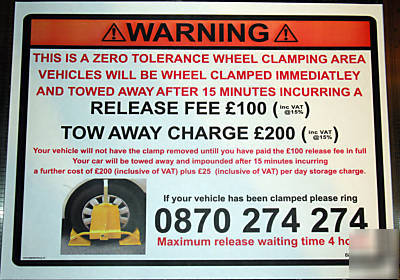 WARNING
THIS IS A ZERO TOLERANCE WHEEL CLAMPING AREA
VEHICLES WILL BE WHEEL CLAMPED IMMEDIATLEY
AND TOWED AWAY AFTER 15 MINUTES INCURRING A
RELEASE FEE £100 (inc VAT @15%)
TOW AWAY CHARGE £200 (inc VAT @15%)
Your vehicle will not have the clamp removed untill you have paid the £100 release fee in full
Your car will be towed and impounded after 15 minutes incurring
a further cost of £200 (inclusive of VAT) plus £25 (inclusive of VAT) per day storage charge.
If your vehicle has been clamped please ring
0870 274 274
Maximum release waiting time 4